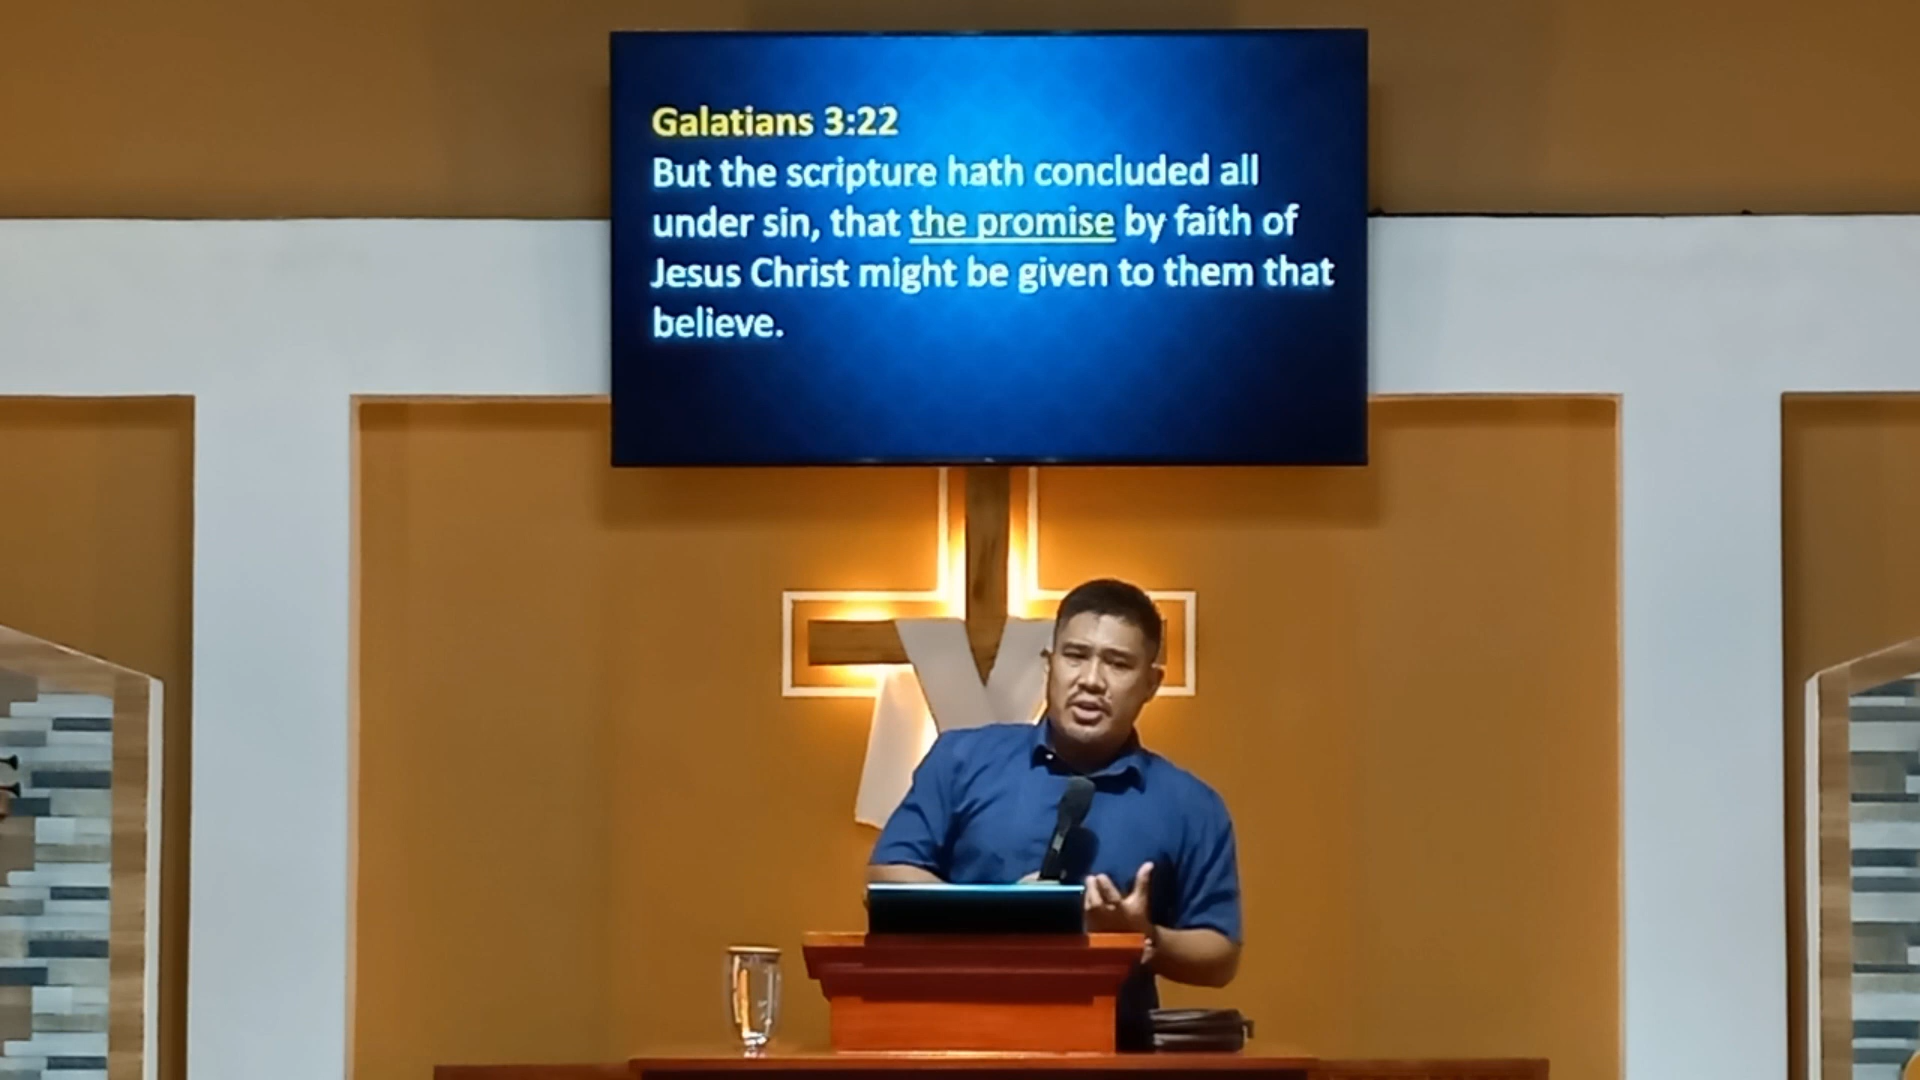 Galatians 3:22
But the scripture hath concluded all
under sin, that the promise by faith of
Jesus Christ might be given to them that
believe.